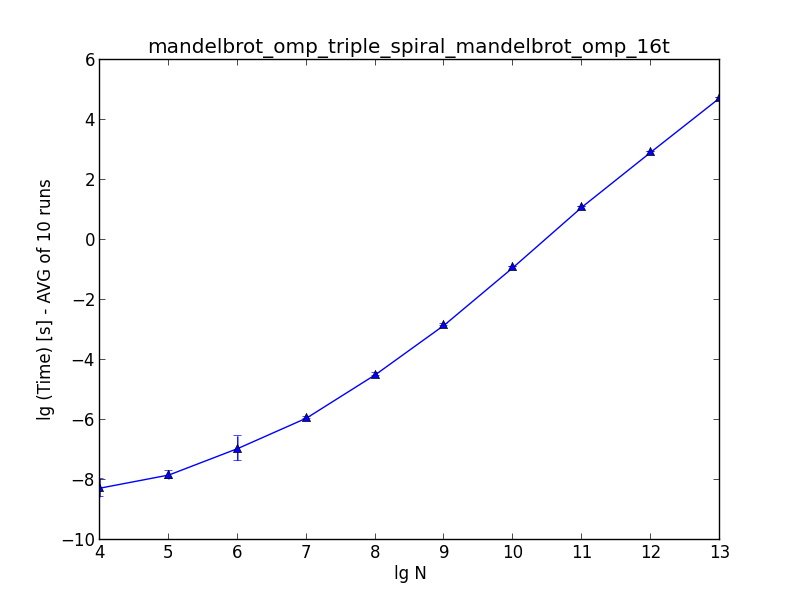 mandelbrot_omp_triple_spiral_mandelbrot_omp_16t
6
4
2
0
−2
−4
−6
−8
−10
lg (Time) [s] - AVG of 10 runs
4 5 6 7 8 9 10 11 12 13
lg N